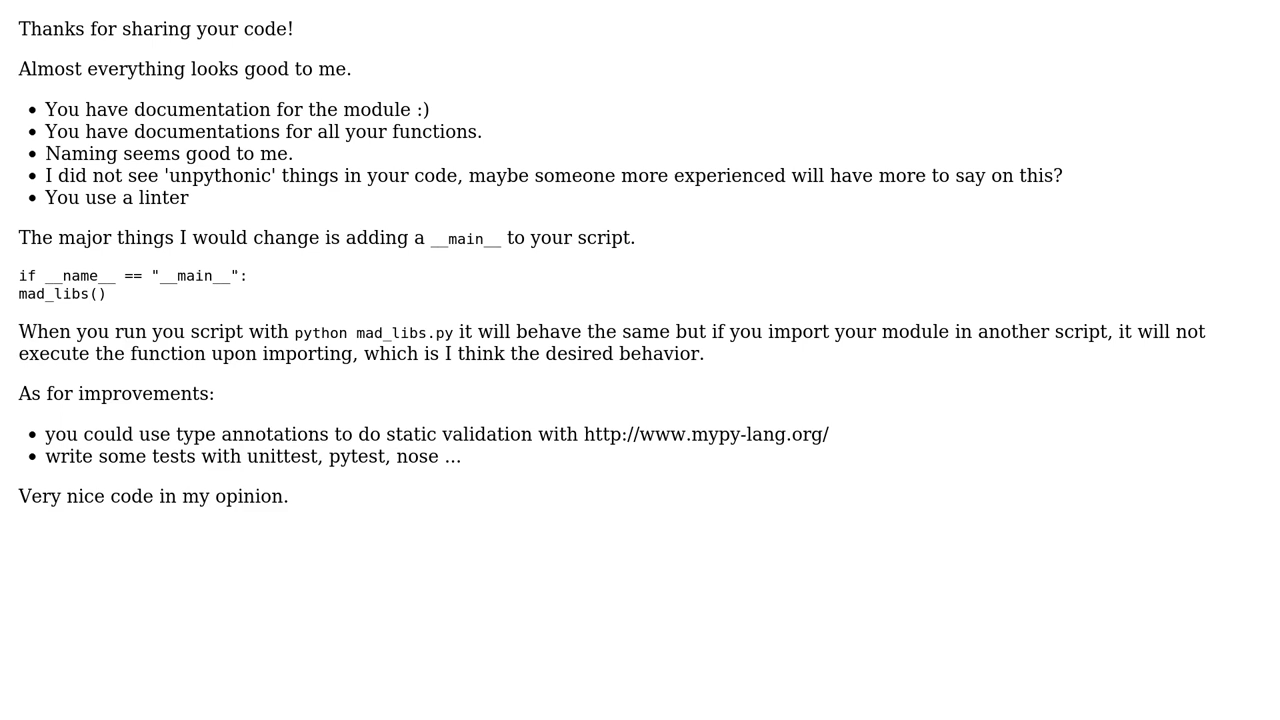 Thanks for sharing your code!
Almost everything looks good to me.
• You have documentation for the module :)
• You have documentations for all your functions.
• Naming seems good to me.
• I did not see 'unpythonic' things in your code, maybe someone more experienced will have more to say on this?
• You use a linter
The major things I would change is adding a __main__ to your script.
if __name__ == "__main__":
mad_libs()
When you run you script with python mad_libs.py it will behave the same but if you import your module in another script, it will not
execute the function upon importing, which is I think the desired behavior.
As for improvements:
• you could use type annotations to do static validation with http://www.mypy-lang.org/
• write some tests with unittest, pytest, nose ...
Very nice code in my opinion.